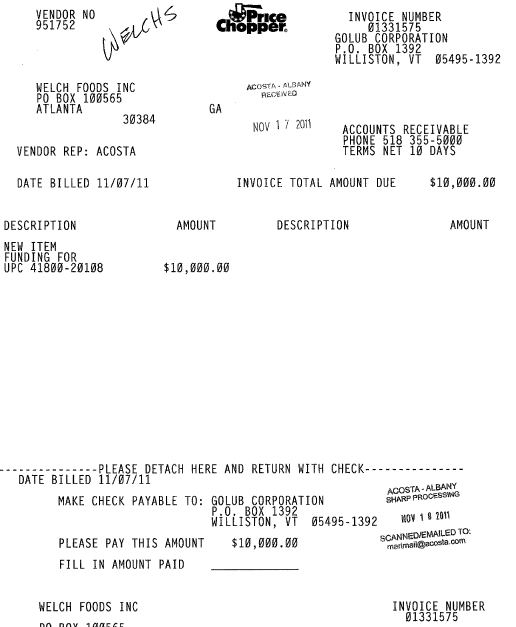 VENDOR NO
951752
WELCHS
Price
Chopper
INVOICE NUMBER
01331575
GOLUB CORPORATION
P.O. BOX 1392
WILLISTON, VT 05495-1392
WELCH FOODS INC
PO BOX 100565
ATLANTA GA
30384
ACOSTA - ALBANY
RECEIVED
NOV 17 2011
ACCOUNTS RECEIVABLE
PHONE 518 355-5000
TERMS NET 10 DAYS
VENDOR REP: ACOSTA
DATE BILLED 11/07/11 INVOICE TOTAL AMOUNT DUE $10,000.00
DESCRIPTION AMOUNT DESCRIPTION AMOUNT
NEW ITEM
FUNDING FOR
UPC 41800-20108 $10,000.00
---------------PLEASE DETACH HERE AND RETURN WITH CHECK---------------
DATE BILLED 11/07/11
MAKE CHECK PAYABLE TO: GOLUB CORPORATION
P.O. BOX 1392
WILLISTON, VT 05495-1392
ACOSTA - ALBANY
SHARP PROCESSING
NOV 18 2011
SCANNED/EMAILED TO:
marimail@acosta.com
PLEASE PAY THIS AMOUNT $10,000.00
FILL IN AMOUNT PAID ____________
WELCH FOODS INC
PO BOX 100565
INVOICE NUMBER
01331575